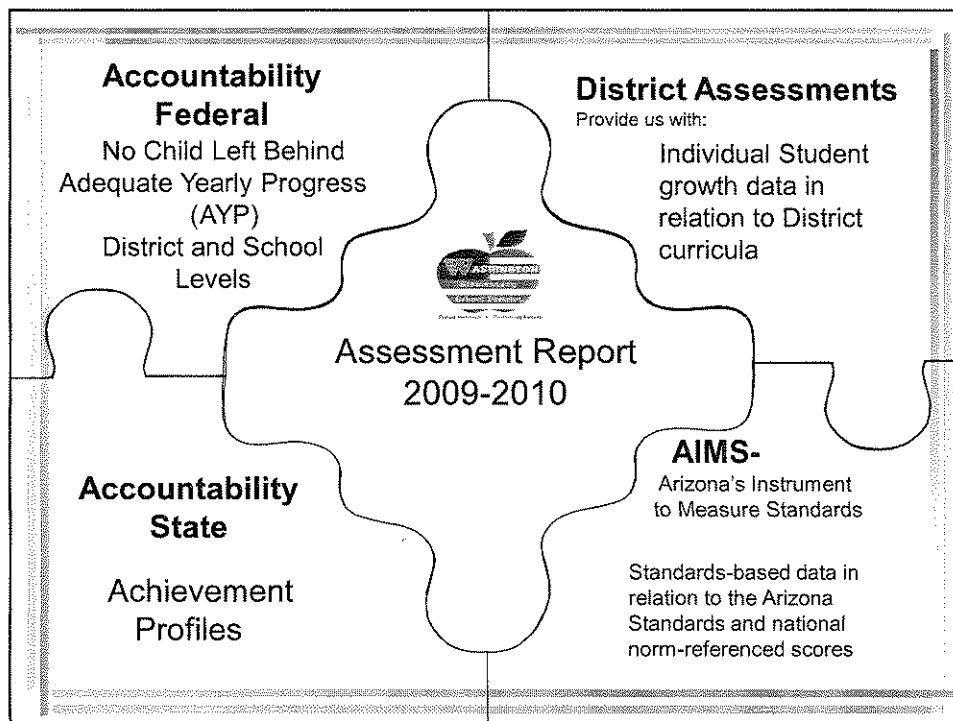 Accountability
Federal
No Child Left Behind
Adequate Yearly Progress
(AYP)
District and School
Levels
District Assessments
Provide us with:
Individual Student
growth data in
relation to District
curricula
WASHINGTON
Assessment Report
2009-2010
Accountability
State
Achievement
Profiles
AIMS-
Arizona's Instrument
to Measure Standards
Standards-based data in
relation to the Arizona
Standards and national
norm-referenced scores